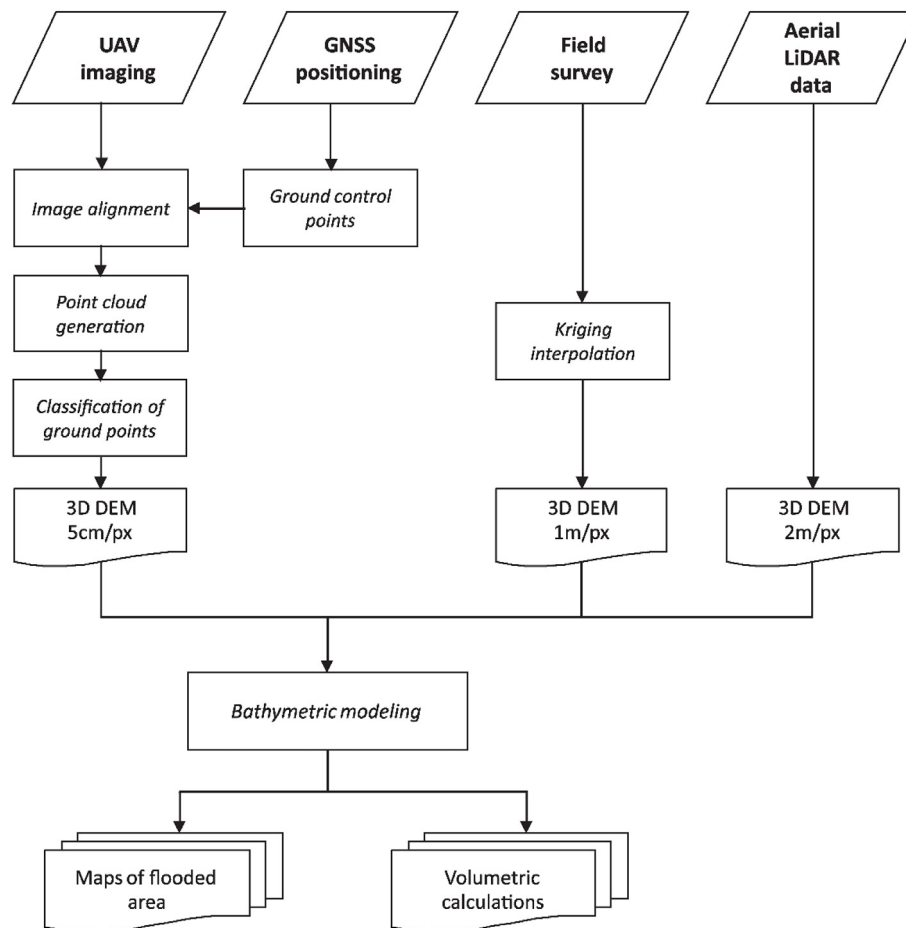 UAV
imaging
GNSS
positioning
Field
survey
Aerial
LiDAR
data
Image alignment
Ground control
points
Point cloud
generation
Kriging
interpolation
Classification of
ground points
3D DEM
5cm/px
3D DEM
1m/px
3D DEM
2m/px
Bathymetric modeling
Maps of flooded
area
Volumetric
calculations